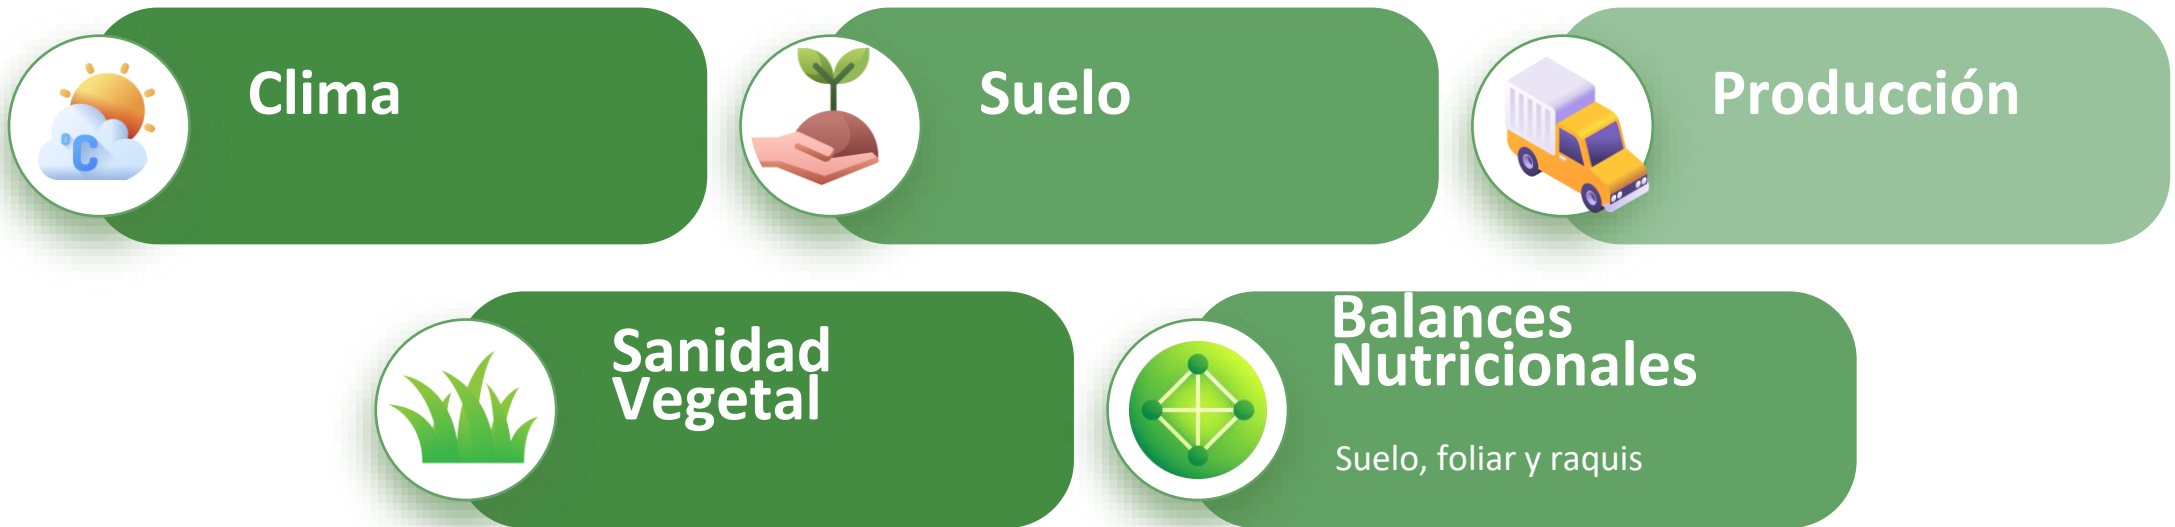 Clima
Suelo
Producción
Sanidad
Vegetal
Balances
Nutricionales
Suelo, foliar y raquis
°C